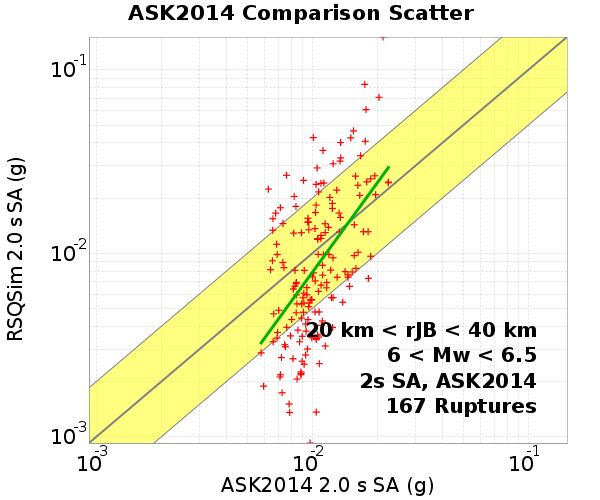 ASK2014 Comparison Scatter
RSQSim 2.0 s SA (g)
10-1
10-2
10-3
20 km < rJB < 40 km
6 < Mw < 6.5
2s SA, ASK2014
167 Ruptures
10-3 10-2 10-1
ASK2014 2.0 s SA (g)